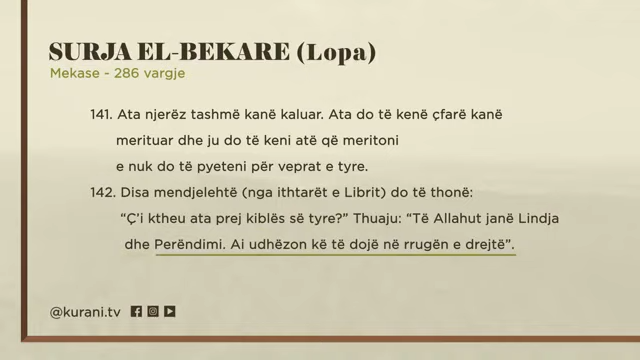 SURJA EL-BEKARE (Lopa)
Mekase - 286 vargje
141. Ata njerëz tashmë kanë kaluar. Ata do të kenë çfarë kanë
merituar dhe ju do të keni atë që meritoni
e nuk do të pyeteni për veprat e tyre.
142. Disa mendjelehtë (nga ithtarët e Librit) do të thonë:
“Ç’i ktheu ata prej kiblës së tyre?” Thuaju: “Të Allahut janë Lindja
dhe Perëndimi. Ai udhëzon kë të dojë në rrugën e drejtë”.
@kurani.tv